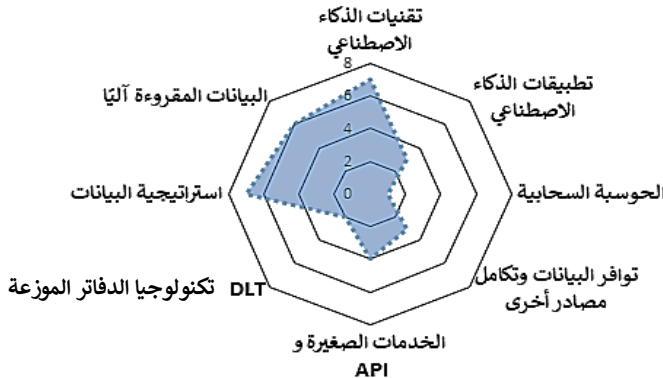 تقنيات الذكاء
الاصطناعي
تطبيقات الذكاء
الاصطناعي
الحوسبة السحابية
توافر البيانات وتكامل
مصادر أخرى
الخدمات الصغيرة و
API
تكنولوجيا الدفاتر الموزعة DLT
استراتيجية البيانات
البيانات المقروءة آليًا
8
6
4
2
0